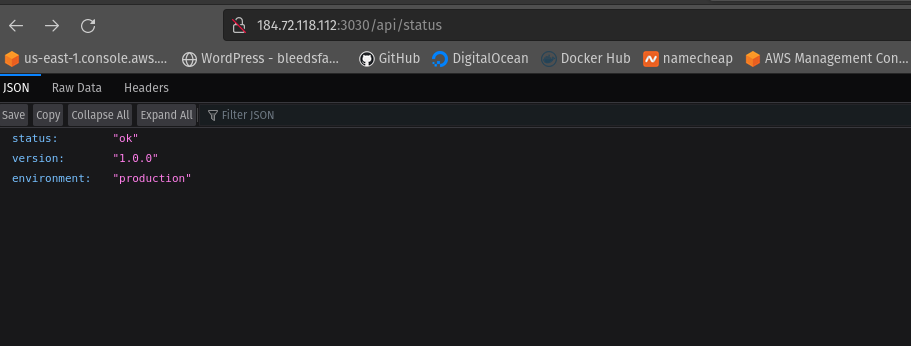 184.72.118.112:3030/api/status
us-east-1.console.aws.... WordPress - bleedsfa... GitHub DigitalOcean Docker Hub namecheap AWS Management Con...
JSON Raw Data Headers
Save Copy Collapse All Expand All Filter JSON
status: "ok"
version: "1.0.0"
environment: "production"